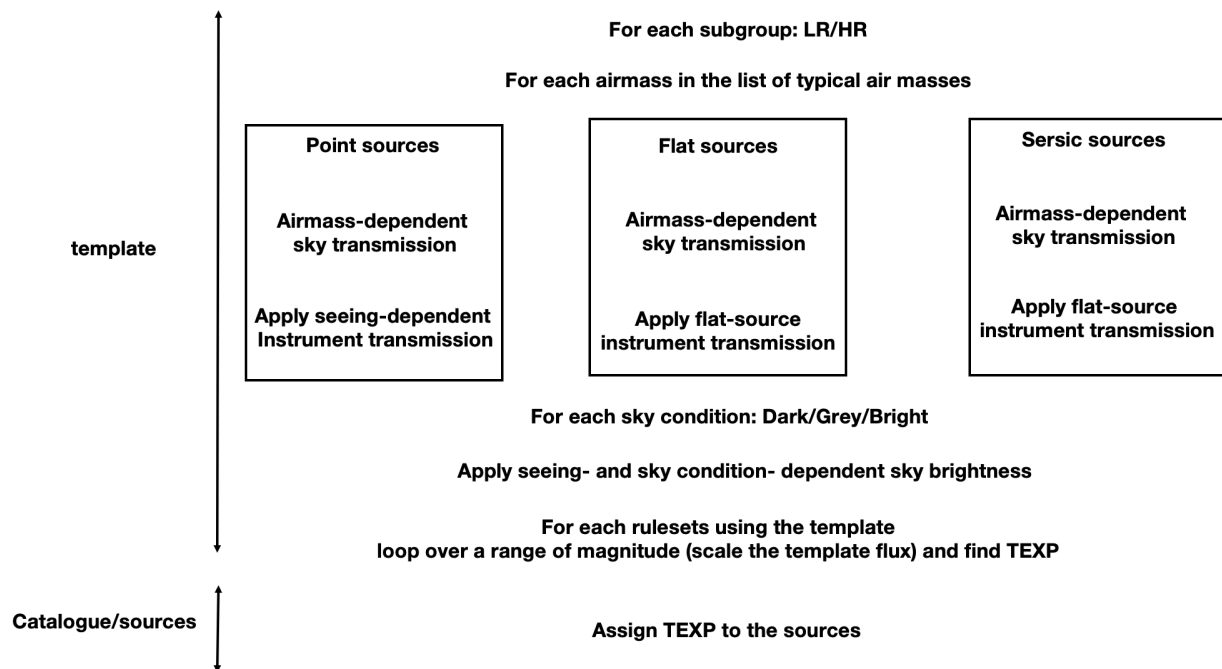 For each subgroup: LR/HR
For each airmass in the list of typical air masses
Point sources
Airmass-dependent
sky transmission
Apply seeing-dependent
Instrument transmission
Flat sources
Airmass-dependent
sky transmission
Apply flat-source
instrument transmission
Sersic sources
Airmass-dependent
sky transmission
Apply flat-source
instrument transmission
template
For each sky condition: Dark/Grey/Bright
Apply seeing- and sky condition- dependent sky brightness
For each rulesets using the template
loop over a range of magnitude (scale the template flux) and find TEXP
Catalogue/sources
Assign TEXP to the sources